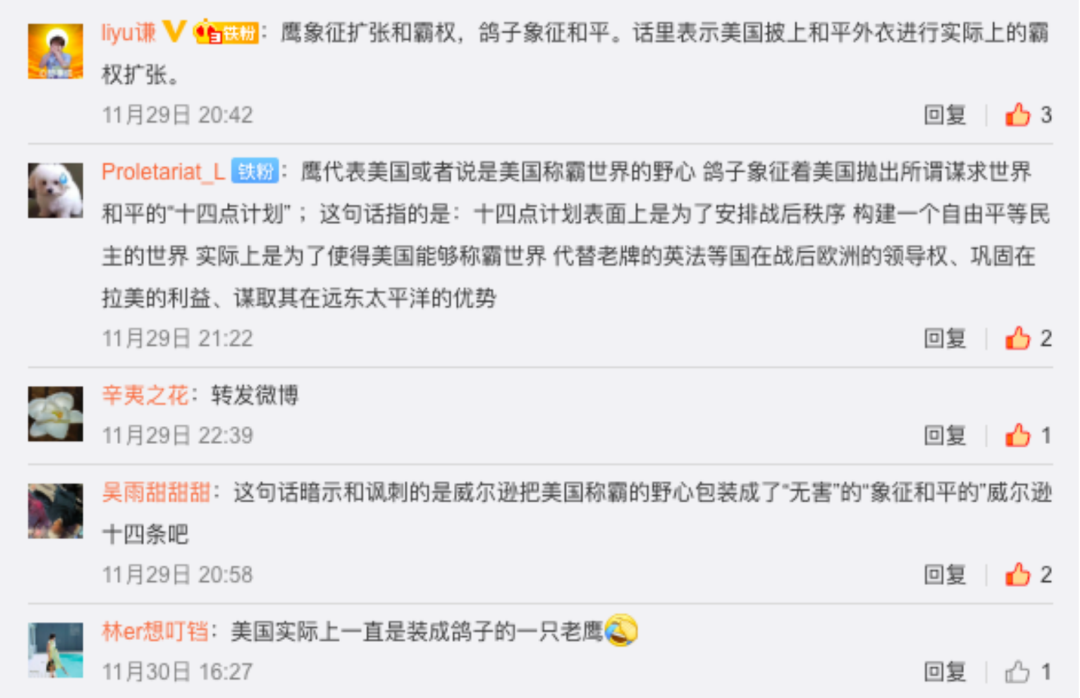 liyu谦 V 3 铁粉：鹰象征扩张和霸权，鸽子象征和平。话里表示美国披上和平外衣进行实际上的霸
权扩张。
11月29日 20:42 回复 3
Proletariat_L 铁粉：鹰代表美国或者说是美国称霸世界的野心 鸽子象征着美国抛出所谓谋求世界
和平的“十四点计划”；这句话指的是：十四点计划表面上是为了安排战后秩序 构建一个自由平等民
主的世界 实际上是为了使得美国能够称霸世界 代替老牌的英法等国在战后欧洲的领导权、巩固在
拉美的利益、谋取其在远东太平洋的优势
11月29日 21:22 回复 2
辛夷之花：转发微博
11月29日 22:39 回复 1
吴雨甜甜甜：这句话暗示和讽刺的是威尔逊把美国称霸的野心包装成了“无害”的“象征和平的”威尔逊
十四条吧
11月29日 20:58 回复 2
林er想叮铛：美国实际上一直是装成鸽子的一只老鹰
11月30日 16:27 回复 1